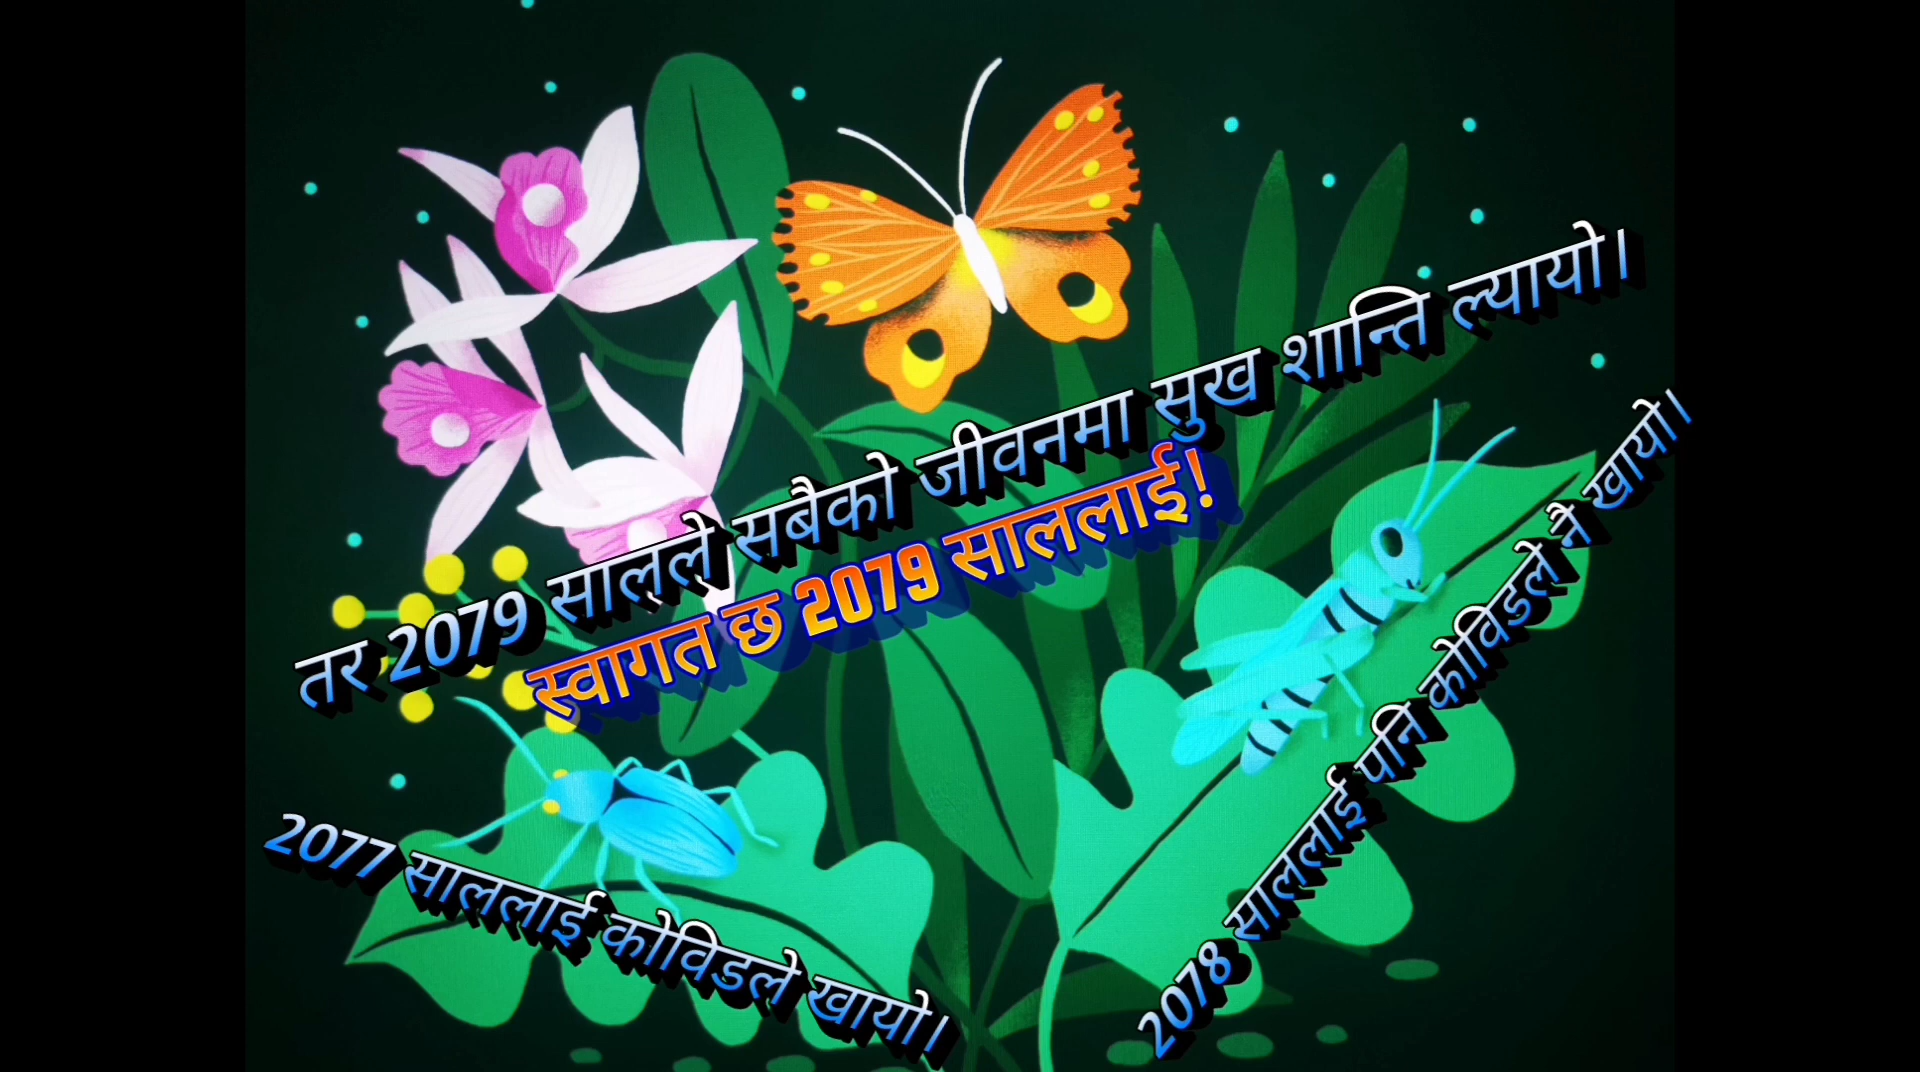 तर 2079 सालले सबैको जीवनमा सुख शान्ति ल्यायो।
स्वागत छ 2079 साललाई!
2077 साललाई कोविडले खायो।
2078 साललाई पनि कोविडले नै खायो।